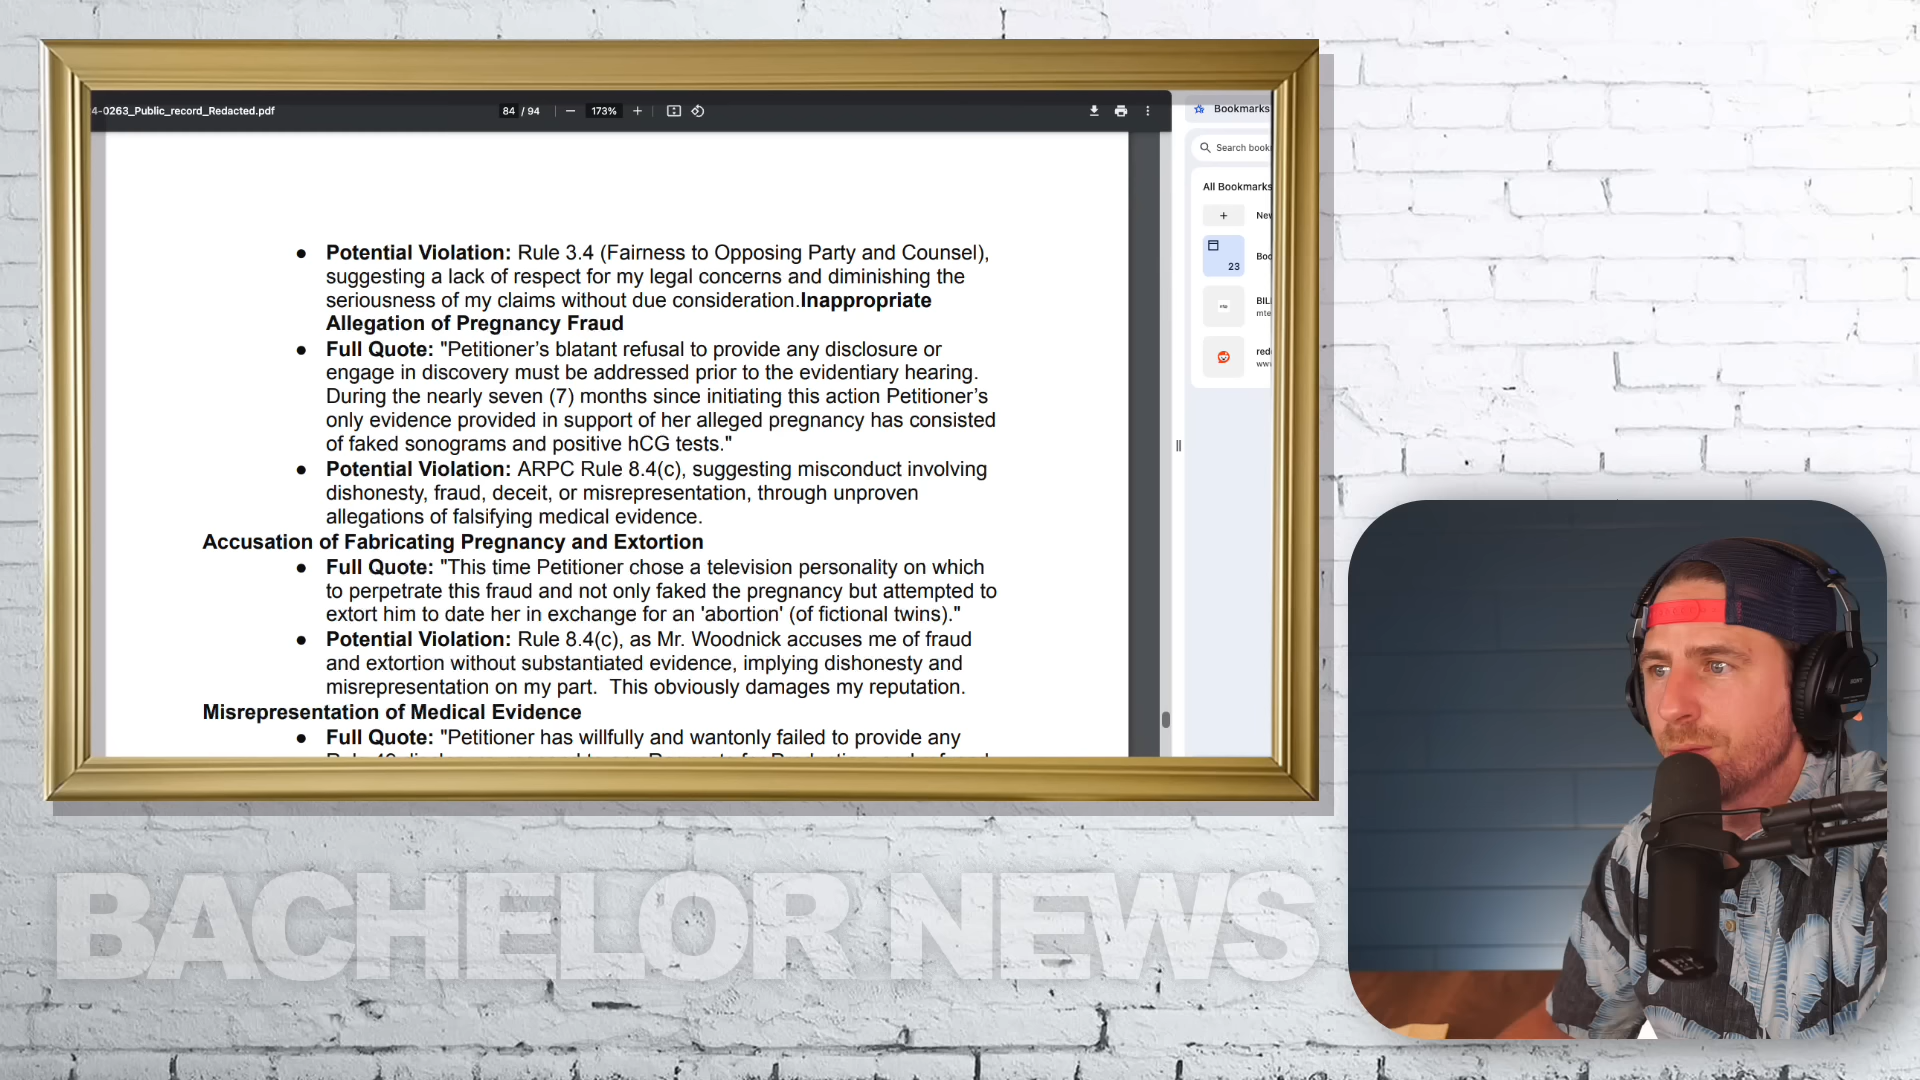 4-0263_Public_record_Redacted.pdf
84 / 94
173%
Bookmarks
Search book
All Bookmarks
New
23
Boo
BIL
mte
red
www
● Potential Violation: Rule 3.4 (Fairness to Opposing Party and Counsel),
suggesting a lack of respect for my legal concerns and diminishing the
seriousness of my claims without due consideration.Inappropriate
Allegation of Pregnancy Fraud
● Full Quote: "Petitioner’s blatant refusal to provide any disclosure or
engage in discovery must be addressed prior to the evidentiary hearing.
During the nearly seven (7) months since initiating this action Petitioner’s
only evidence provided in support of her alleged pregnancy has consisted
of faked sonograms and positive hCG tests."
● Potential Violation: ARPC Rule 8.4(c), suggesting misconduct involving
dishonesty, fraud, deceit, or misrepresentation, through unproven
allegations of falsifying medical evidence.
Accusation of Fabricating Pregnancy and Extortion
● Full Quote: "This time Petitioner chose a television personality on which
to perpetrate this fraud and not only faked the pregnancy but attempted to
extort him to date her in exchange for an 'abortion' (of fictional twins)."
● Potential Violation: Rule 8.4(c), as Mr. Woodnick accuses me of fraud
and extortion without substantiated evidence, implying dishonesty and
misrepresentation on my part.  This obviously damages my reputation.
Misrepresentation of Medical Evidence
● Full Quote: "Petitioner has willfully and wantonly failed to provide any
BACHELOR NEWS
SONY